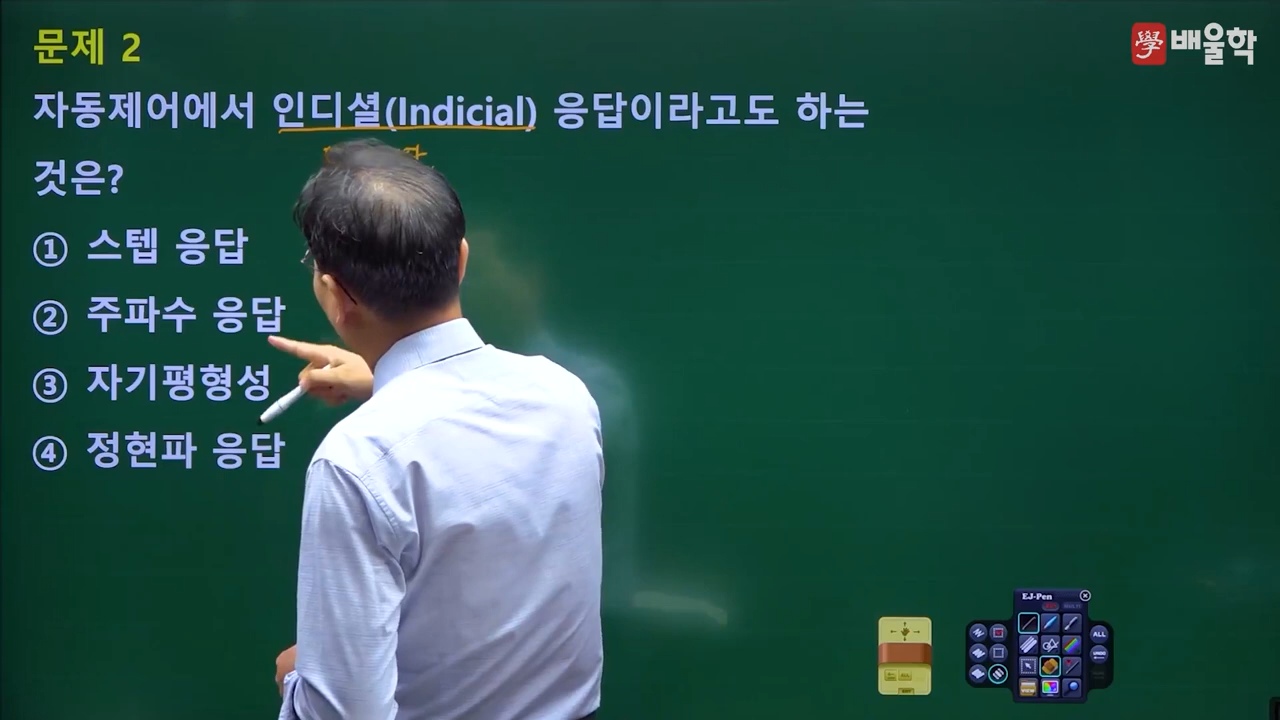 문제 2
學 배울학
자동제어에서 인디셜(Indicial) 응답이라고도 하는
것은?
① 스텝 응답
② 주파수 응답
③ 자기평형성
④ 정현파 응답
EJ-Pen
ALL
VIEW